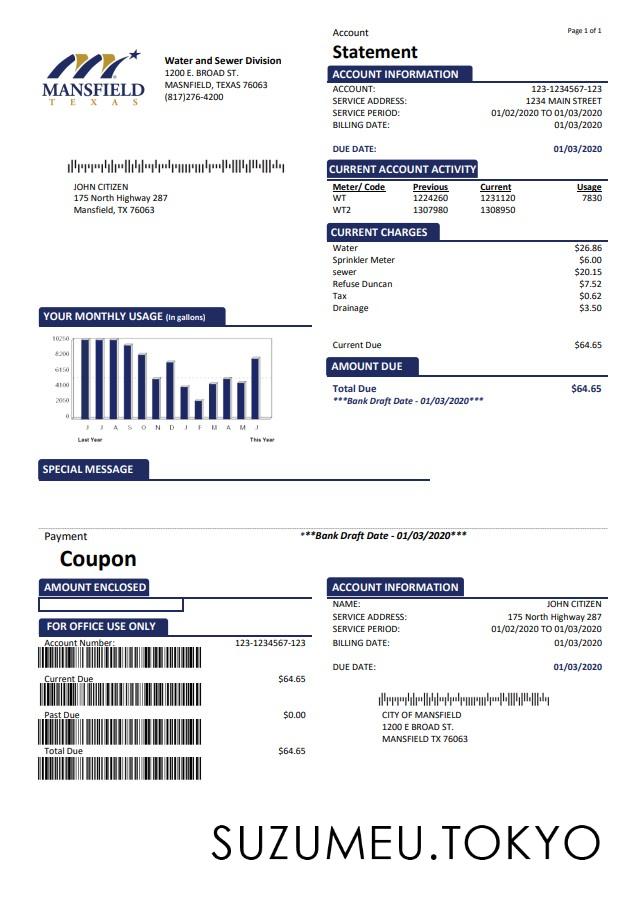 Account
Page 1 of 1
Statement
MANSFIELD
T E X A S
Water and Sewer Division
1200 E. BROAD ST.
MASNFIELD, TEXAS 76063
(817)276-4200
ACCOUNT INFORMATION
ACCOUNT: 123-1234567-123
SERVICE ADDRESS: 1234 MAIN STREET
SERVICE PERIOD: 01/02/2020 TO 01/03/2020
BILLING DATE: 01/03/2020
DUE DATE: 01/03/2020
JOHN CITIZEN
175 North Highway 287
Mansfield, TX 76063
CURRENT ACCOUNT ACTIVITY
Meter/ Code Previous Current Usage
WT 1224260 1231120 7830
WT2 1307980 1308950
CURRENT CHARGES
Water $26.86
Sprinkler Meter $6.00
sewer $20.15
Refuse Duncan $7.52
Tax $0.62
Drainage $3.50
Current Due $64.65
AMOUNT DUE
Total Due $64.65
***Bank Draft Date - 01/03/2020***
YOUR MONTHLY USAGE (In gallons)
10250
8200
6150
4100
2050
0
J J A S O N D J F M A M J
Last Year This Year
SPECIAL MESSAGE
Payment
***Bank Draft Date - 01/03/2020***
Coupon
AMOUNT ENCLOSED
FOR OFFICE USE ONLY
Account Number: 123-1234567-123
Current Due $64.65
Past Due $0.00
Total Due $64.65
ACCOUNT INFORMATION
NAME: JOHN CITIZEN
SERVICE ADDRESS: 175 North Highway 287
SERVICE PERIOD: 01/02/2020 TO 01/03/2020
BILLING DATE: 01/03/2020
DUE DATE: 01/03/2020
CITY OF MANSFIELD
1200 E BROAD ST.
MANSFIELD TX 76063
SUZUMEU.TOKYO